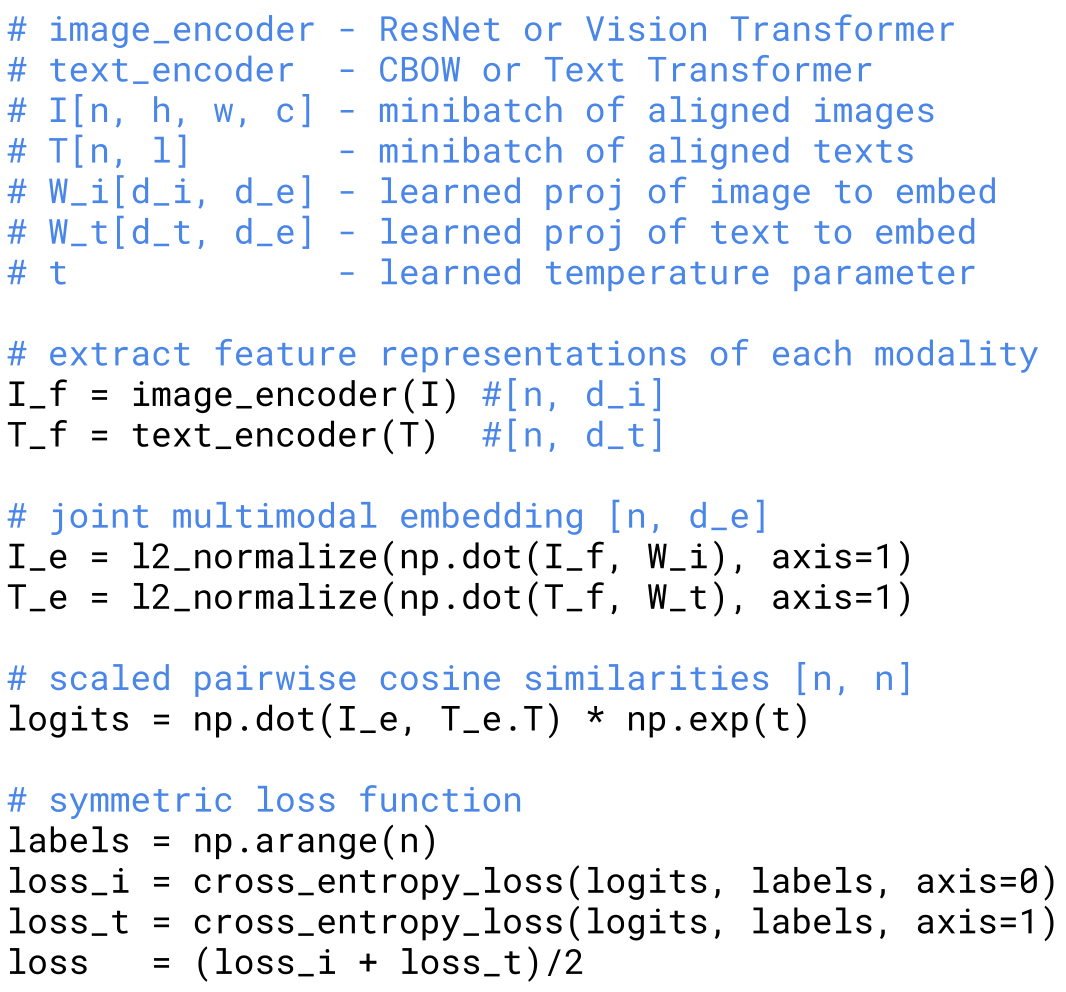 # image_encoder - ResNet or Vision Transformer
# text_encoder  - CBOW or Text Transformer
# I[n, h, w, c] - minibatch of aligned images
# T[n, l]       - minibatch of aligned texts
# W_i[d_i, d_e] - learned proj of image to embed
# W_t[d_t, d_e] - learned proj of text to embed
# t             - learned temperature parameter

# extract feature representations of each modality
I_f = image_encoder(I) #[n, d_i]
T_f = text_encoder(T)  #[n, d_t]

# joint multimodal embedding [n, d_e]
I_e = l2_normalize(np.dot(I_f, W_i), axis=1)
T_e = l2_normalize(np.dot(T_f, W_t), axis=1)

# scaled pairwise cosine similarities [n, n]
logits = np.dot(I_e, T_e.T) * np.exp(t)

# symmetric loss function
labels = np.arange(n)
loss_i = cross_entropy_loss(logits, labels, axis=0)
loss_t = cross_entropy_loss(logits, labels, axis=1)
loss   = (loss_i + loss_t)/2